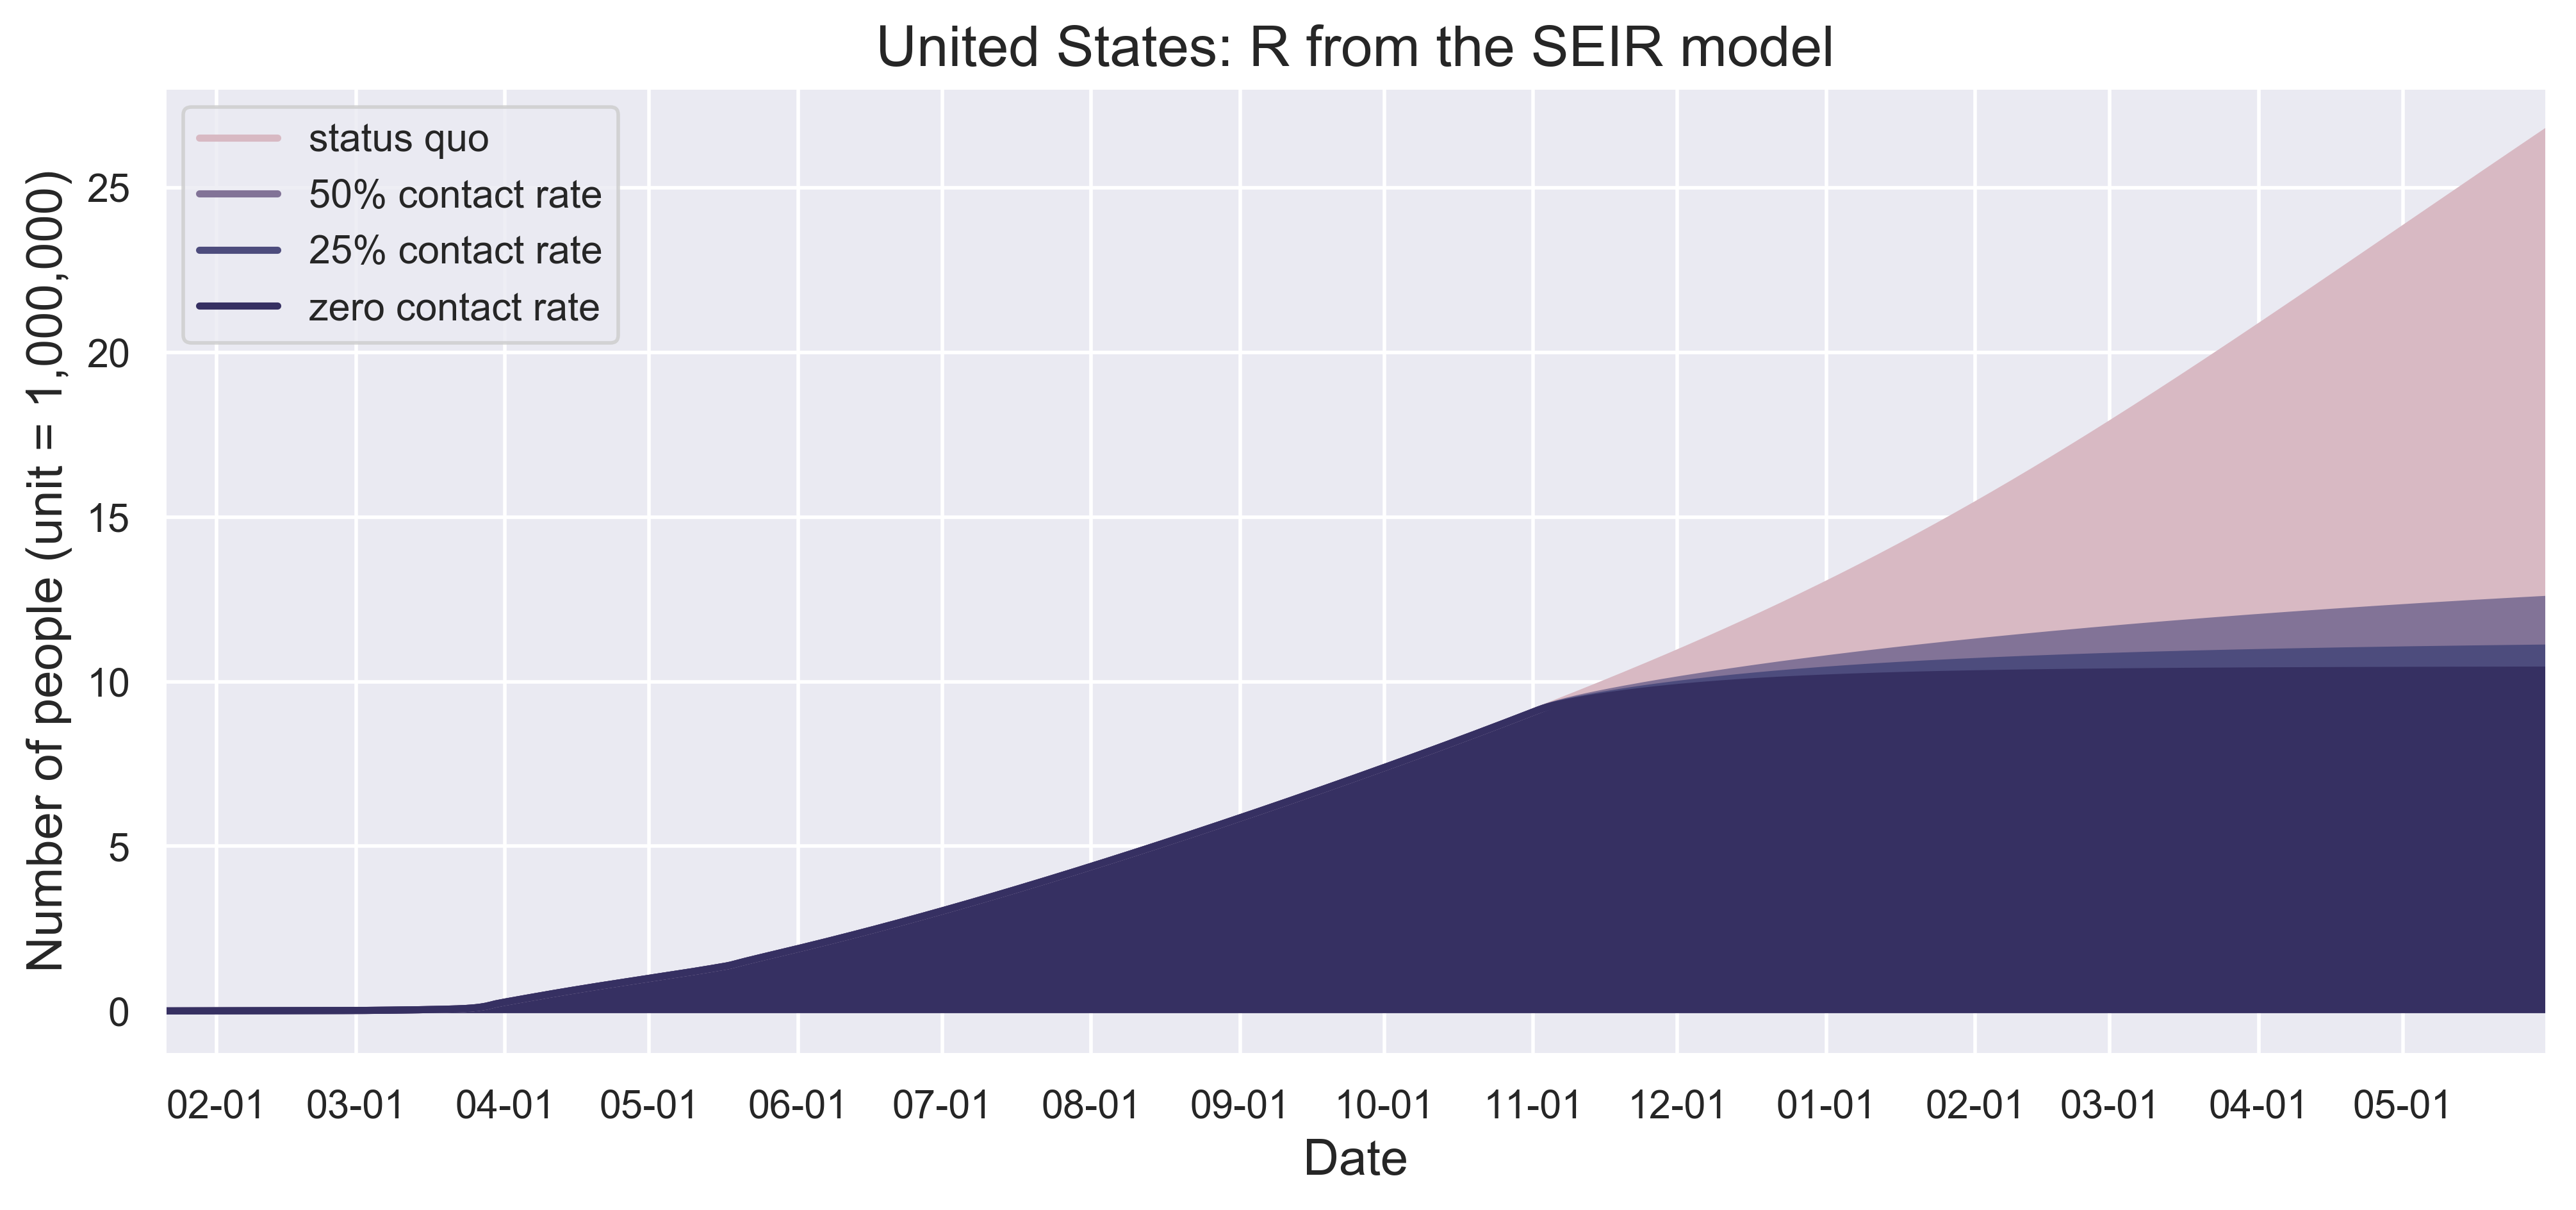 United States: R from the SEIR model
status quo
50% contact rate
25% contact rate
zero contact rate
Number of people (unit = 1,000,000)
25
20
15
10
5
0
02-01 03-01 04-01 05-01 06-01 07-01 08-01 09-01 10-01 11-01 12-01 01-01 02-01 03-01 04-01 05-01
Date